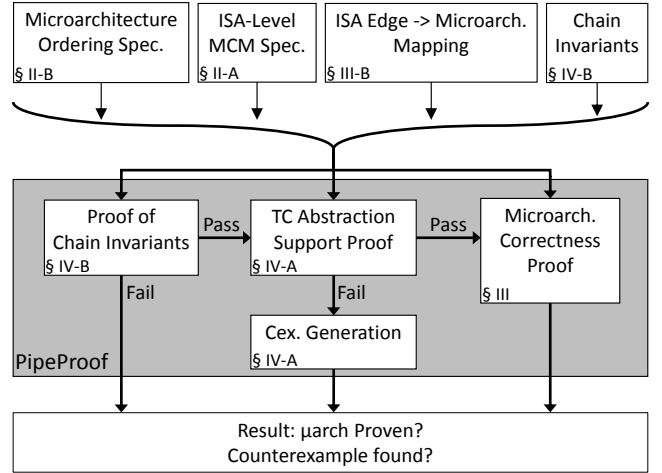 Microarchitecture
Ordering Spec.
§ II-B
ISA-Level
MCM Spec.
§ II-A
ISA Edge -> Microarch.
Mapping
§ III-B
Chain
Invariants
§ IV-B
Proof of
Chain Invariants
§ IV-B
Pass
TC Abstraction
Support Proof
§ IV-A
Pass
Microarch.
Correctness
Proof
§ III
Fail
Fail
Cex. Generation
§ IV-A
PipeProof
Result: μarch Proven?
Counterexample found?